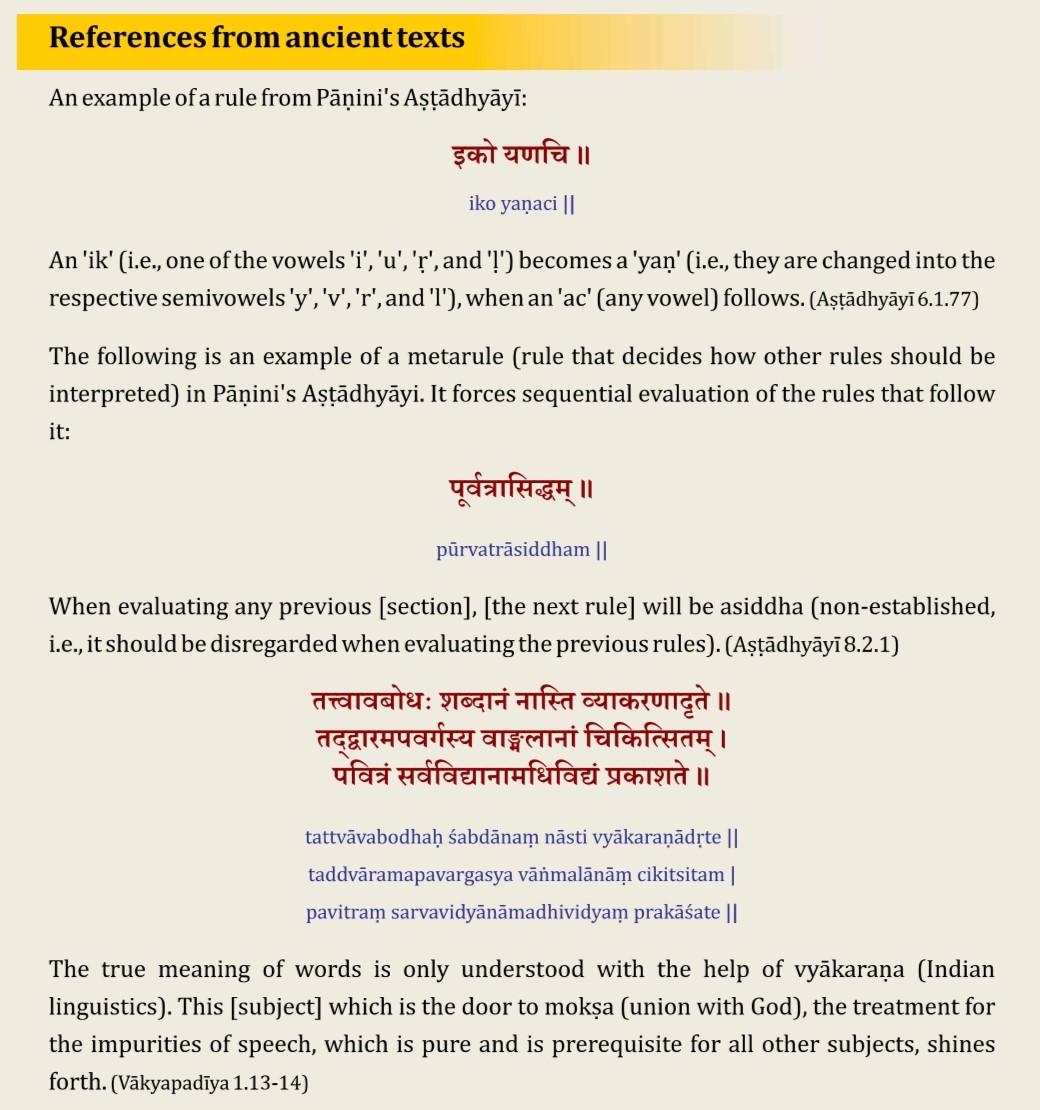 References from ancient texts
An example of a rule from Pāṇini's Aṣṭādhyāyī:
इको यणचि ॥
iko yaṇaci ||
An 'ik' (i.e., one of the vowels 'i', 'u', 'ṛ', and 'ḷ') becomes a 'yaṇ' (i.e., they are changed into the
respective semivowels 'y', 'v', 'r', and 'l'), when an 'ac' (any vowel) follows. (Aṣṭādhyāyī 6.1.77)
The following is an example of a metarule (rule that decides how other rules should be
interpreted) in Pāṇini's Aṣṭādhyāyi. It forces sequential evaluation of the rules that follow
it:
पूर्वत्रासिद्धम् ॥
pūrvatrāsiddham ||
When evaluating any previous [section], [the next rule] will be asiddha (non-established,
i.e., it should be disregarded when evaluating the previous rules). (Aṣṭādhyāyī 8.2.1)
तत्त्वावबोधः शब्दानं नास्ति व्याकरणादृते ॥
तद्द्वारमपवर्गस्य वाङ्मलानां चिकित्सितम् ।
पवित्रं सर्वविद्यानामधिविद्यं प्रकाशते ॥
tattvāvabodhaḥ śabdānaṃ nāsti vyākaraṇādṛte ||
taddvāramapavargasya vāṅmalānāṃ cikitsitam |
pavitraṃ sarvavidyānāmadhividyaṃ prakāśate ||
The true meaning of words is only understood with the help of vyākaraṇa (Indian
linguistics). This [subject] which is the door to mokṣa (union with God), the treatment for
the impurities of speech, which is pure and is prerequisite for all other subjects, shines
forth. (Vākyapadīya 1.13-14)